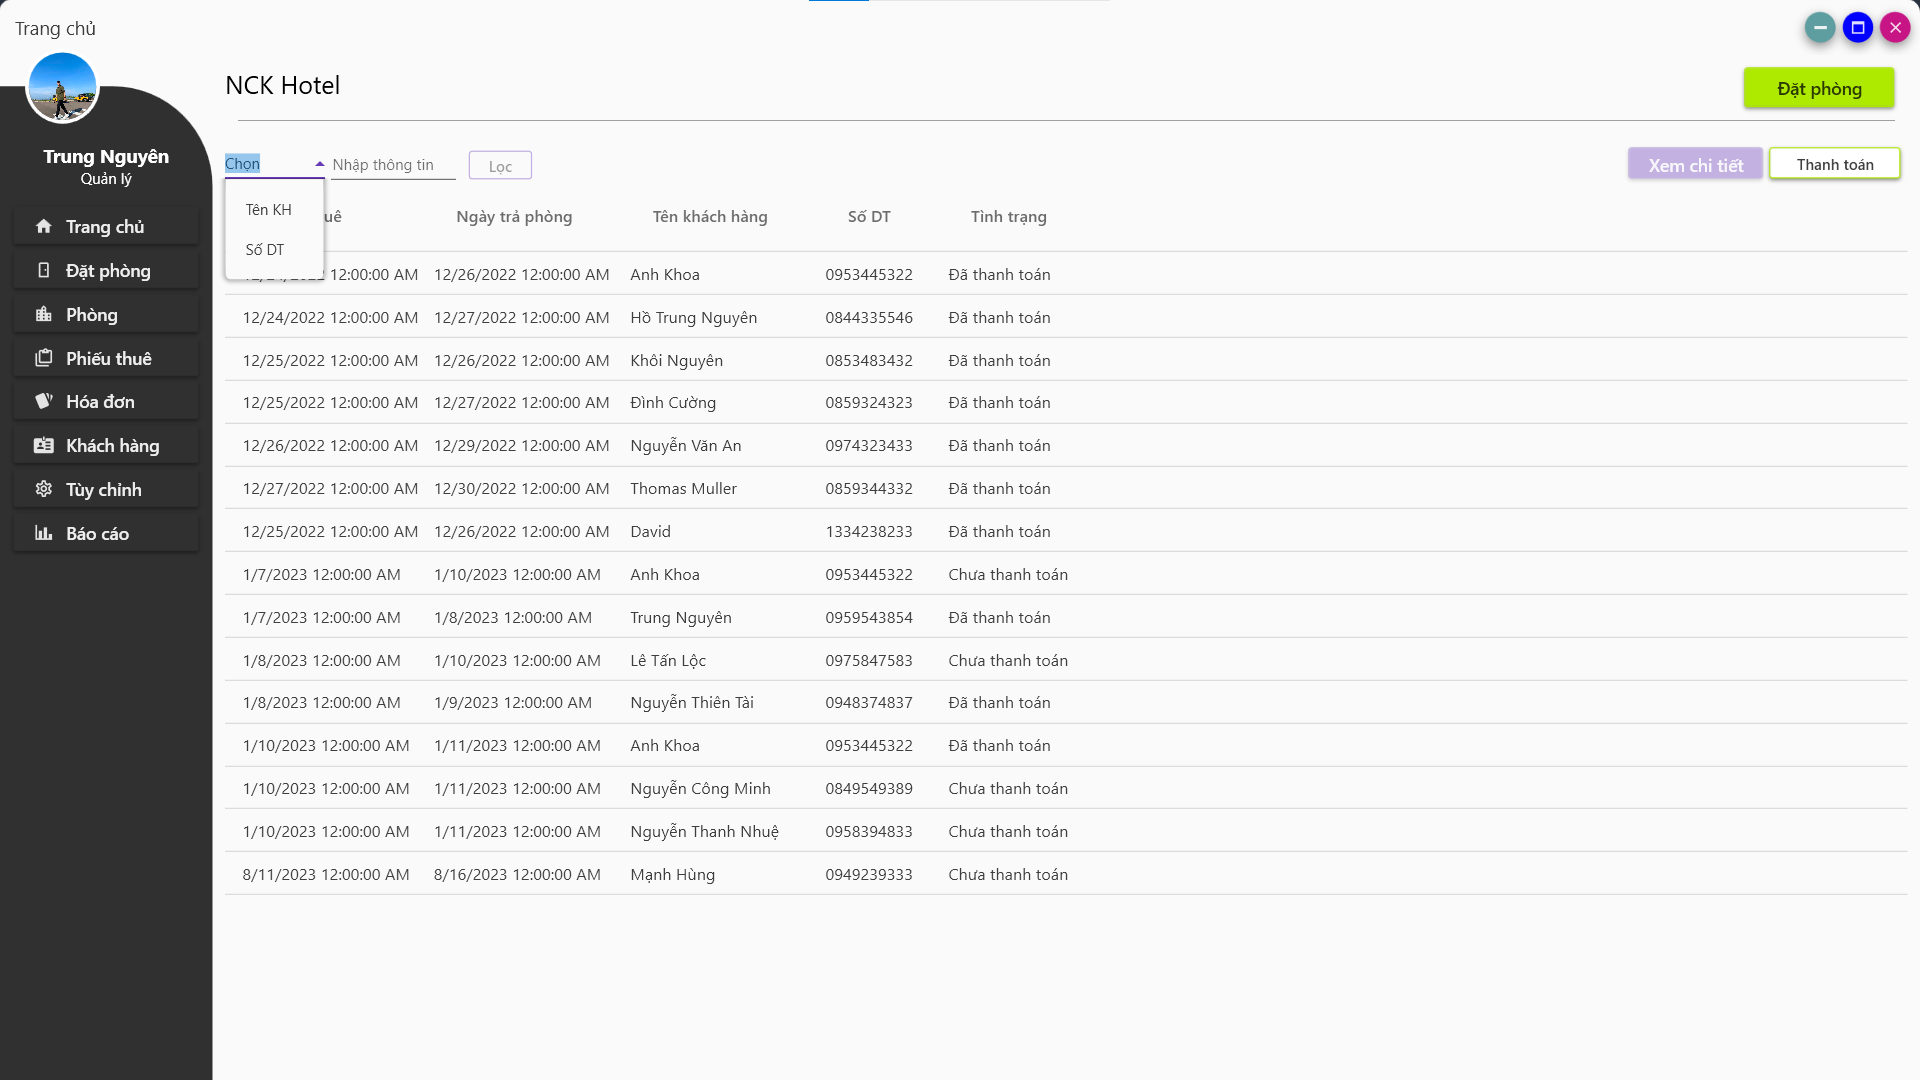 Trang chủ
NCK Hotel
Đặt phòng
Trung Nguyên
Quản lý
Trang chủ
Đặt phòng
Phòng
Phiếu thuê
Hóa đơn
Khách hàng
Tùy chỉnh
Báo cáo
Chọn Nhập thông tin Lọc Xem chi tiết Thanh toán
Tên KH
Số DT
uê Ngày trả phòng Tên khách hàng Số DT Tình trạng
12:00:00 AM 12/26/2022 12:00:00 AM Anh Khoa 0953445322 Đã thanh toán
12/24/2022 12:00:00 AM 12/27/2022 12:00:00 AM Hồ Trung Nguyên 0844335546 Đã thanh toán
12/25/2022 12:00:00 AM 12/26/2022 12:00:00 AM Khôi Nguyên 0853483432 Đã thanh toán
12/25/2022 12:00:00 AM 12/27/2022 12:00:00 AM Đình Cường 0859324323 Đã thanh toán
12/26/2022 12:00:00 AM 12/29/2022 12:00:00 AM Nguyễn Văn An 0974323433 Đã thanh toán
12/27/2022 12:00:00 AM 12/30/2022 12:00:00 AM Thomas Muller 0859344332 Đã thanh toán
12/25/2022 12:00:00 AM 12/26/2022 12:00:00 AM David 1334238233 Đã thanh toán
1/7/2023 12:00:00 AM 1/10/2023 12:00:00 AM Anh Khoa 0953445322 Chưa thanh toán
1/7/2023 12:00:00 AM 1/8/2023 12:00:00 AM Trung Nguyên 0959543854 Đã thanh toán
1/8/2023 12:00:00 AM 1/10/2023 12:00:00 AM Lê Tấn Lộc 0975847583 Chưa thanh toán
1/8/2023 12:00:00 AM 1/9/2023 12:00:00 AM Nguyễn Thiên Tài 0948374837 Đã thanh toán
1/10/2023 12:00:00 AM 1/11/2023 12:00:00 AM Anh Khoa 0953445322 Đã thanh toán
1/10/2023 12:00:00 AM 1/11/2023 12:00:00 AM Nguyễn Công Minh 0849549389 Chưa thanh toán
1/10/2023 12:00:00 AM 1/11/2023 12:00:00 AM Nguyễn Thanh Nhuệ 0958394833 Chưa thanh toán
8/11/2023 12:00:00 AM 8/16/2023 12:00:00 AM Mạnh Hùng 0949239333 Chưa thanh toán